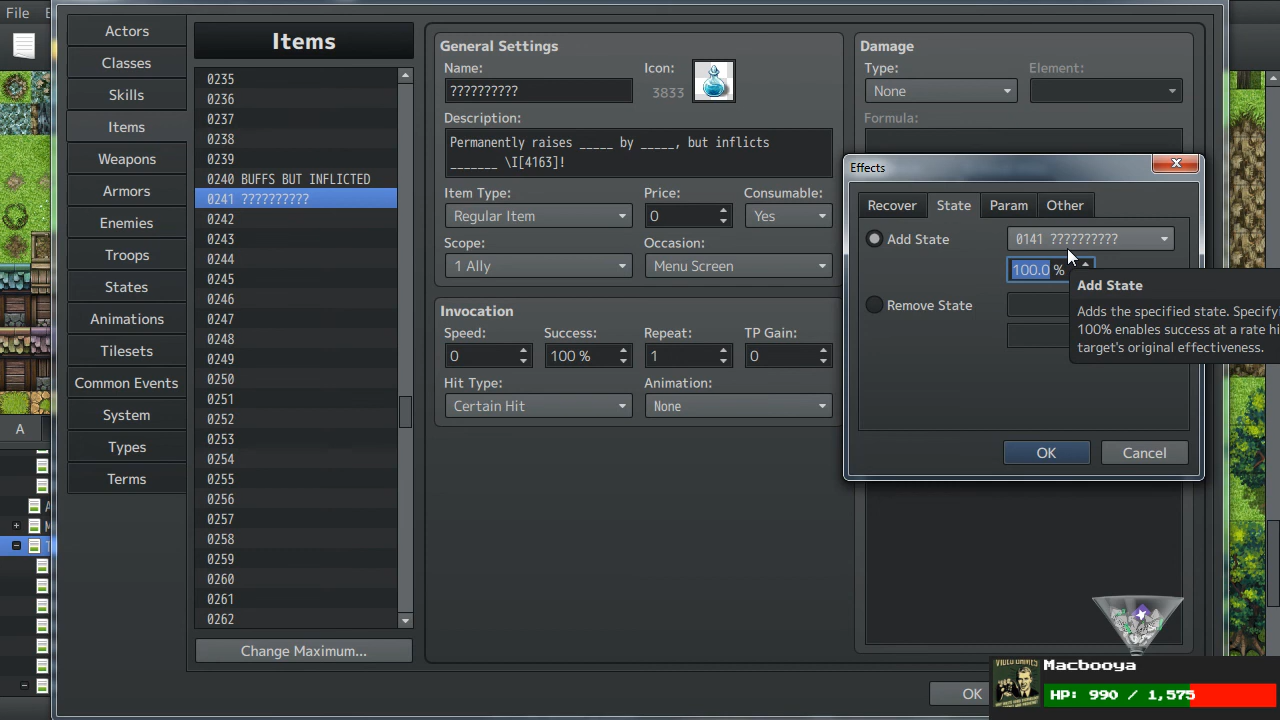 File
Actors
Classes
Skills
Items
Weapons
Armors
Enemies
Troops
States
Animations
Tilesets
Common Events
System
Types
Terms
A
Items
0235
0236
0237
0238
0239
0240 BUFFS BUT INFLICTED
0241 ??????????
0242
0243
0244
0245
0246
0247
0248
0249
0250
0251
0252
0253
0254
0255
0256
0257
0258
0259
0260
0261
0262
Change Maximum...
General Settings
Name:
??????????
Icon:
3833
Description:
Permanently raises _____ by _____, but inflicts
_______ \I[4163]!
Item Type:
Regular Item
Price:
0
Consumable:
Yes
Scope:
1 Ally
Occasion:
Menu Screen
Invocation
Speed:
0
Success:
100 %
Repeat:
1
TP Gain:
0
Hit Type:
Certain Hit
Animation:
None
Damage
Type:
None
Element:
Formula:
Effects
Recover
State
Param
Other
Add State
0141 ??????????
100.0 %
Remove State
Add State
Adds the specified state. Specify
100% enables success at a rate
target's original effectiveness.
OK
Cancel
OK
Macbooya
HP: 990 / 1,575